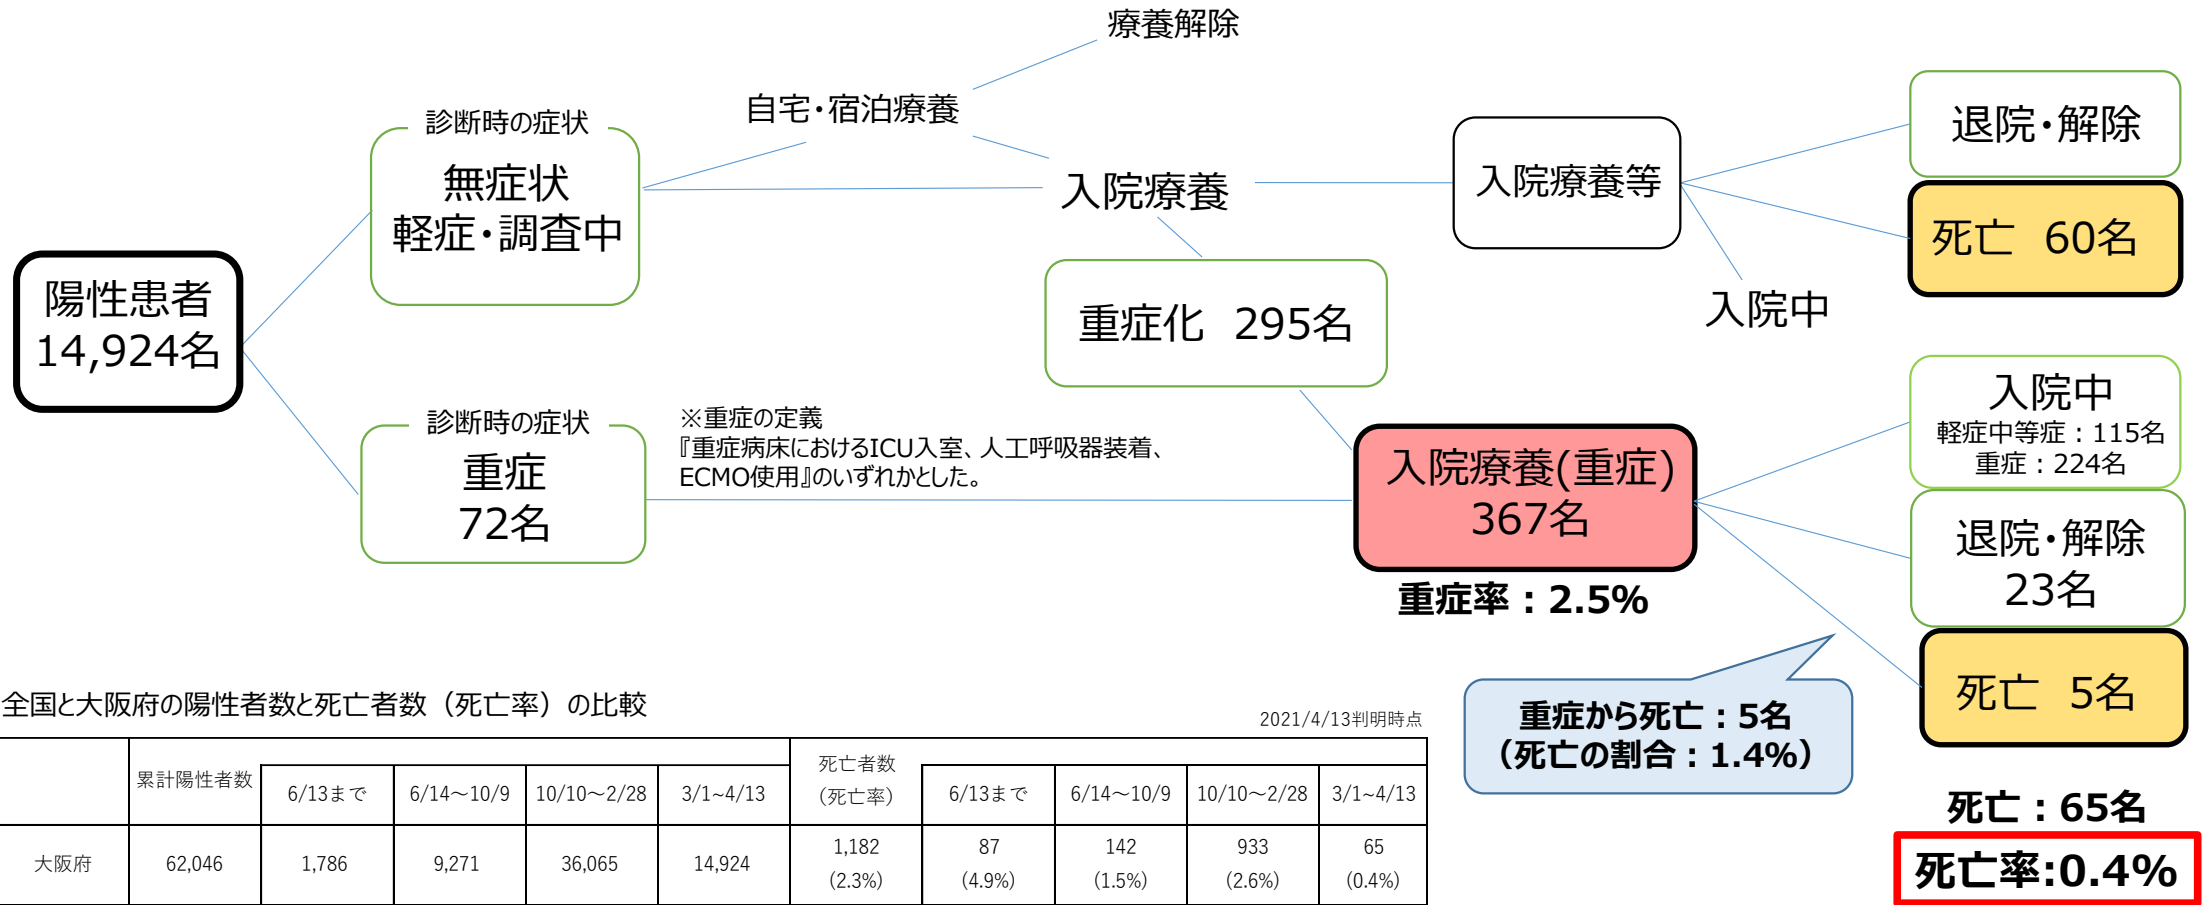 療養解除
自宅・宿泊療養
診断時の症状
無症状
軽症・調査中
入院療養
入院療養等
退院・解除
死亡 60名
入院中
陽性患者
14,924名
重症化 295名
診断時の症状
重症
72名
※重症の定義
『重症病床におけるICU入室、人工呼吸器装着、
ECMO使用』のいずれかとした。
入院療養(重症)
367名
重症率：2.5%
入院中
軽症中等症：115名
重症：224名
退院・解除
23名
死亡 5名
重症から死亡：5名
（死亡の割合：1.4%）
死亡：65名
死亡率:0.4%
全国と大阪府の陽性者数と死亡者数（死亡率）の比較
2021/4/13判明時点
累計陽性者数 6/13まで 6/14～10/9 10/10～2/28 3/1~4/13 死亡者数 6/13まで 6/14～10/9 10/10～2/28 3/1~4/13
（死亡率）
大阪府 62,046 1,786 9,271 36,065 14,924 1,182 87 142 933 65
(2.3%) (4.9%) (1.5%) (2.6%) (0.4%)